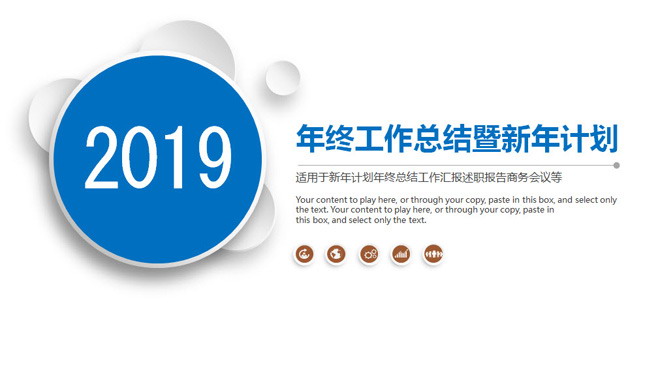 2019
年终工作总结暨新年计划
适用于新年计划年终总结工作汇报述职报告商务会议等
Your content to play here, or through your copy, paste in this box, and select only
the text. Your content to play here, or through your copy, paste in
this box, and select only the text.